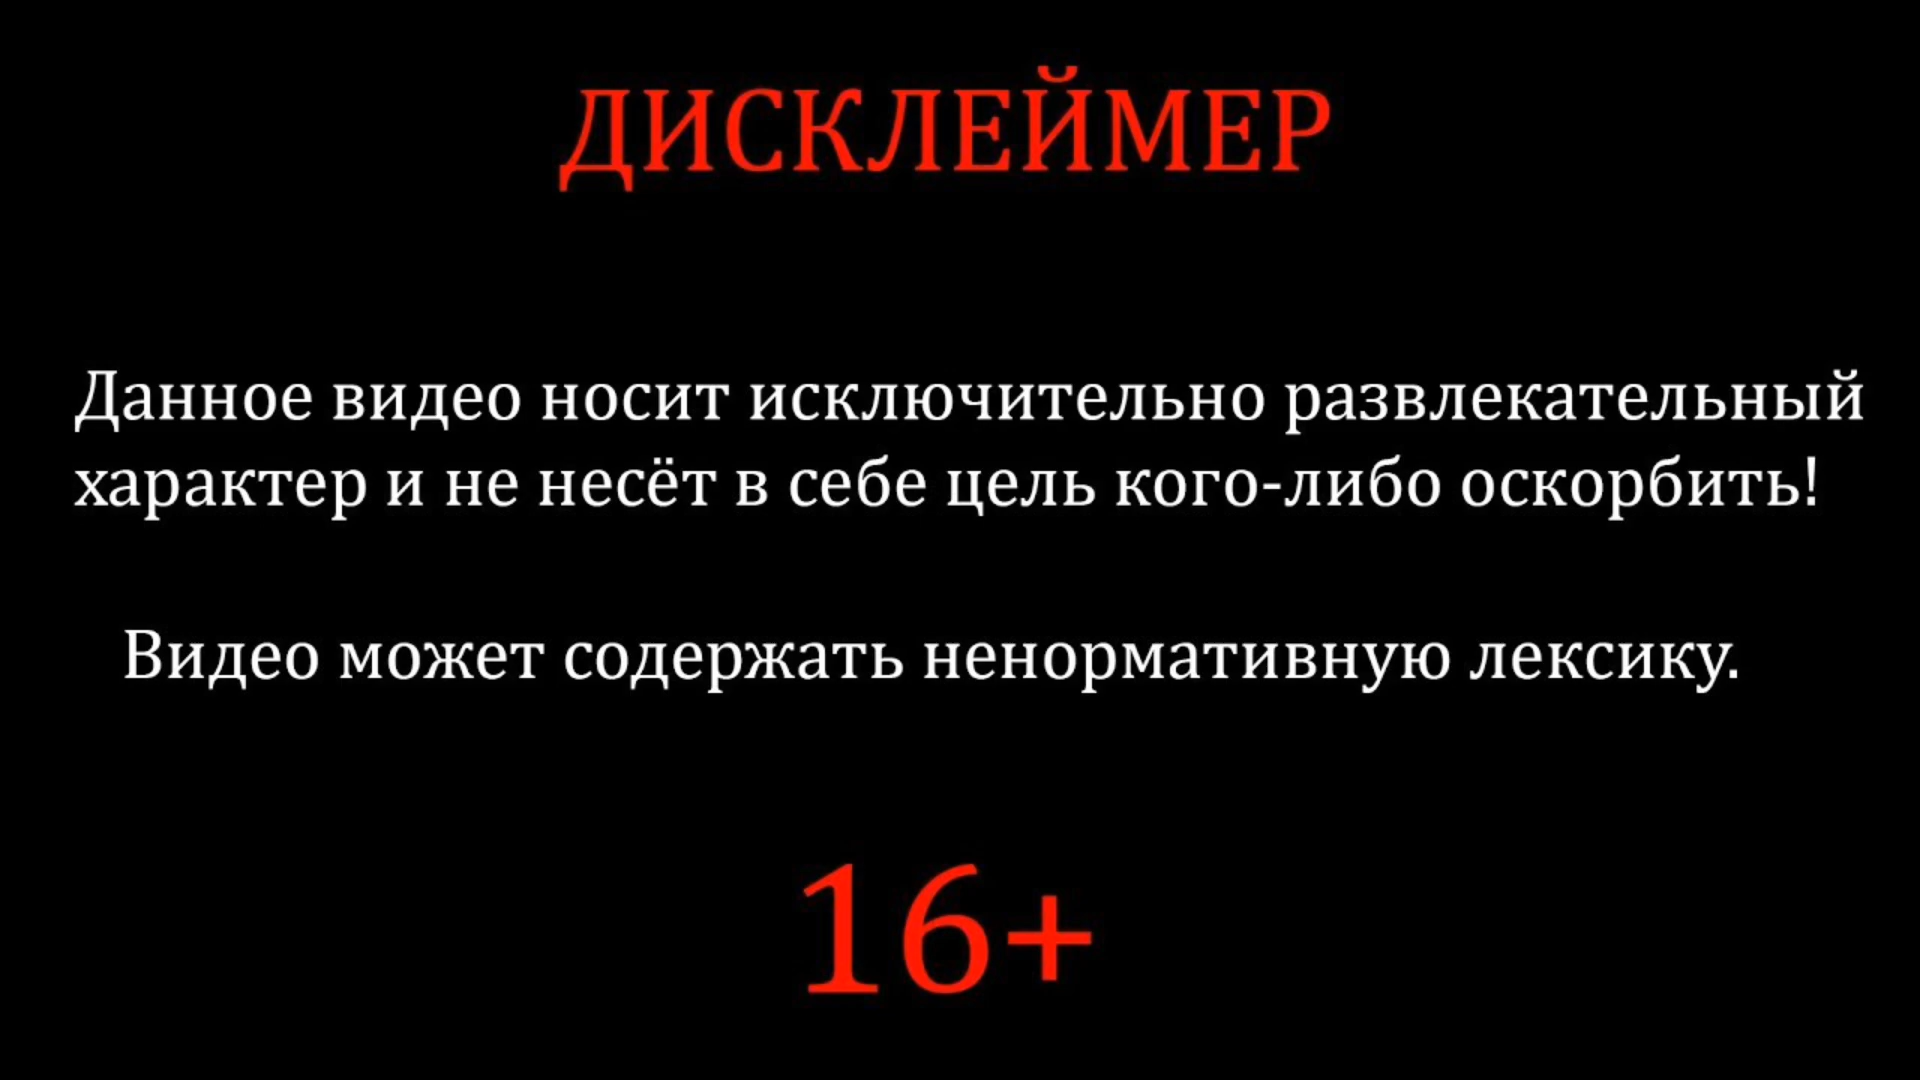 ДИСКЛЕЙМЕР
Данное видео носит исключительно развлекательный
характер и не несёт в себе цель кого-либо оскорбить!
Видео может содержать ненормативную лексику.
16+